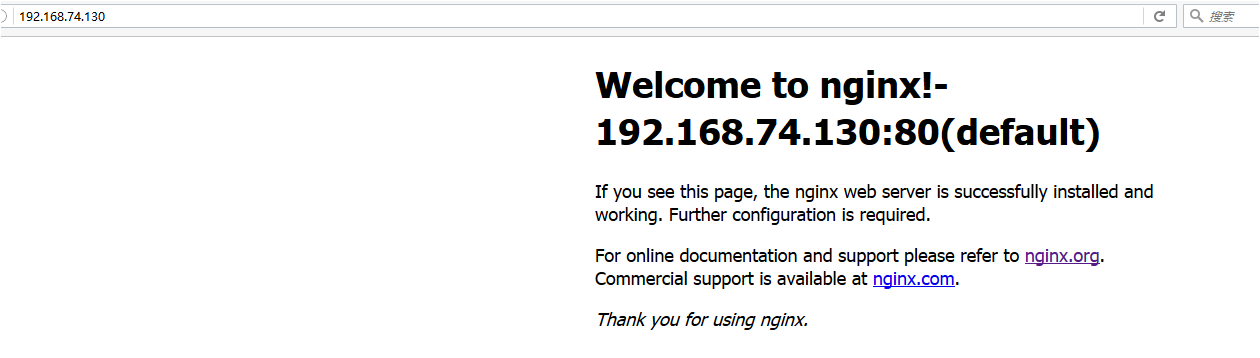 192.168.74.130
搜索
Welcome to nginx!-
192.168.74.130:80(default)
If you see this page, the nginx web server is successfully installed and
working. Further configuration is required.
For online documentation and support please refer to nginx.org.
Commercial support is available at nginx.com.
Thank you for using nginx.